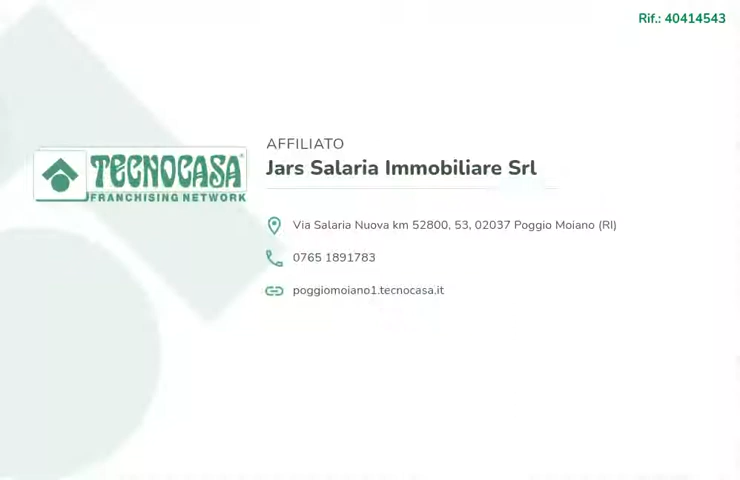 Rif.: 40414543
AFFILIATO
Jars Salaria Immobiliare Srl
TECNOCASA
FRANCHISING NETWORK
Via Salaria Nuova km 52800, 53, 02037 Poggio Moiano (RI)
0765 1891783
poggiomoiano1.tecnocasa.it